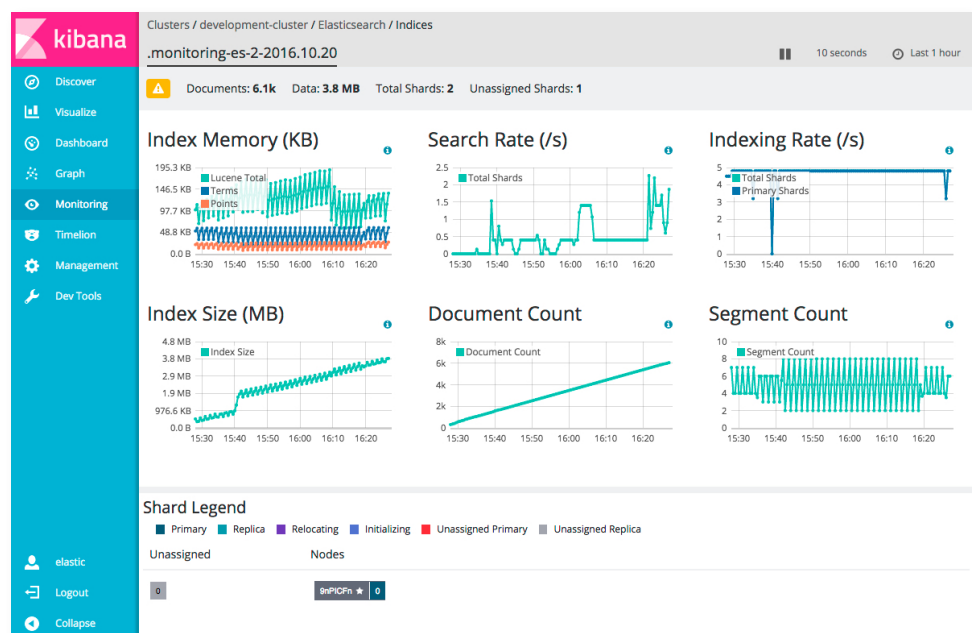 kibana
Discover
Visualize
Dashboard
Graph
Monitoring
Timelion
Management
Dev Tools
elastic
Logout
Collapse
Clusters / development-cluster / Elasticsearch / Indices
.monitoring-es-2-2016.10.20
10 seconds
Last 1 hour
Documents: 6.1k Data: 3.8 MB Total Shards: 2 Unassigned Shards: 1
Index Memory (KB)
195.3 KB
146.5 KB
97.7 KB
48.8 KB
0.0 B
Lucene Total
Terms
Points
15:30 15:40 15:50 16:00 16:10 16:20
Search Rate (/s)
2.5
2
1.5
1
0.5
0
Total Shards
15:30 15:40 15:50 16:00 16:10 16:20
Indexing Rate (/s)
5
4
3
2
1
0
Total Shards
Primary Shards
15:30 15:40 15:50 16:00 16:10 16:20
Index Size (MB)
4.8 MB
3.8 MB
2.9 MB
1.9 MB
976.6 KB
0.0 B
Index Size
15:30 15:40 15:50 16:00 16:10 16:20
Document Count
8k
6k
4k
2k
0
Document Count
15:30 15:40 15:50 16:00 16:10 16:20
Segment Count
10
8
6
4
2
0
Segment Count
15:30 15:40 15:50 16:00 16:10 16:20
Shard Legend
Primary Replica Relocating Initializing Unassigned Primary Unassigned Replica
Unassigned Nodes
0 9nPICFn ★ 0